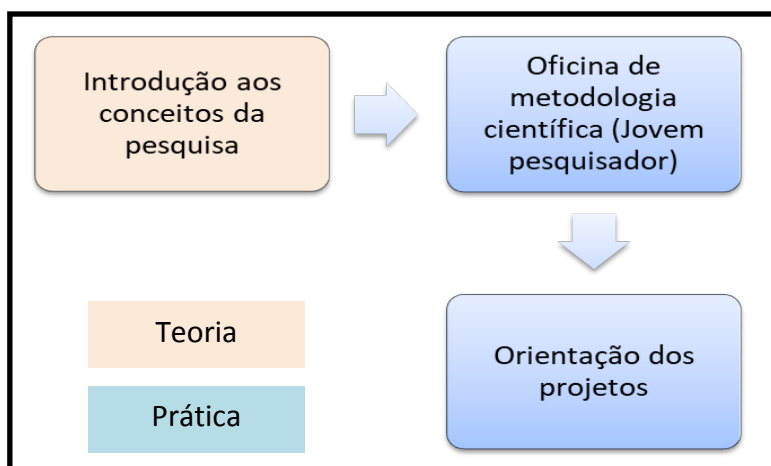 Introdução aos
conceitos da
pesquisa
Oficina de
metodologia
científica (Jovem
pesquisador)
Teoria
Prática
Orientação dos
projetos